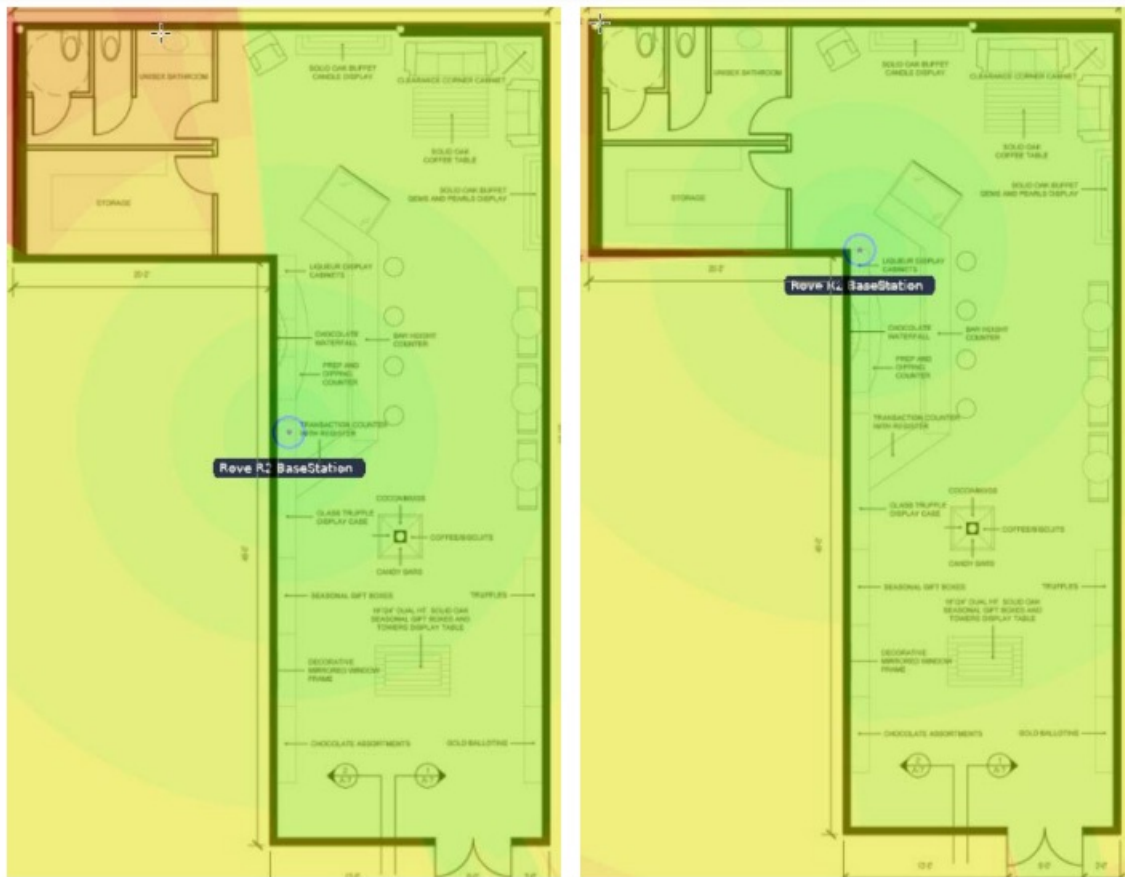 SOLID OAK BUFFET
CANDLE DISPLAY
UNISEX BATHROOM
CLEARANCE CORNER CABINET
SOLID OAK
COFFEE TABLE
SOLID OAK BUFFET
GEMS AND PEARLS DISPLAY
STORAGE
LIQUEUR DISPLAY
CABINETS
CHOCOLATE
WATERFALL
BAR HEIGHT
COUNTER
PREP AND
DIPPING
COUNTER
TRANSACTION COUNTER
WITH REGISTER
Rove R2 BaseStation
GLASS TRUFFLE
DISPLAY CASE
COFFEE/BISCUITS
CANDY BARS
SEASONAL GIFT BOXES
TRUFFLES
DUAL HT. SOLID OAK
SEASONAL GIFT BOXES AND
TOWERS DISPLAY TABLE
DECORATIVE
MIRRORED WINDOW
FRAME
CHOCOLATE ASSORTMENTS
GOLD BALLOTINS
SOLID OAK BUFFET
CANDLE DISPLAY
UNISEX BATHROOM
CLEARANCE CORNER CABINET
SOLID OAK
COFFEE TABLE
SOLID OAK BUFFET
GEMS AND PEARLS DISPLAY
STORAGE
LIQUEUR DISPLAY
CABINETS
Rove R2 BaseStation
CHOCOLATE
WATERFALL
BAR HEIGHT
COUNTER
PREP AND
DIPPING
COUNTER
TRANSACTION COUNTER
WITH REGISTER
GLASS TRUFFLE
DISPLAY CASE
COFFEE/BISCUITS
CANDY BARS
SEASONAL GIFT BOXES
TRUFFLES
DUAL HT. SOLID OAK
SEASONAL GIFT BOXES AND
TOWERS DISPLAY TABLE
DECORATIVE
MIRRORED WINDOW
FRAME
CHOCOLATE ASSORTMENTS
GOLD BALLOTINS